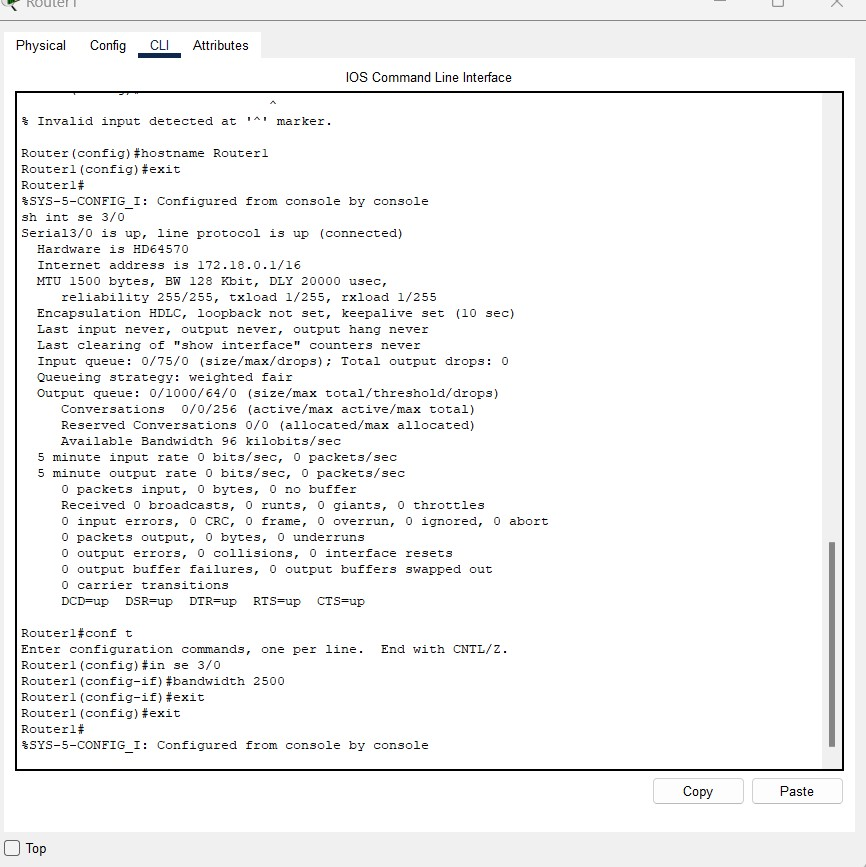 Router1
Physical Config CLI Attributes
IOS Command Line Interface
^
% Invalid input detected at '^' marker.
Router(config)#hostname Router1
Router1(config)#exit
Router1#
%SYS-5-CONFIG_I: Configured from console by console
sh int se 3/0
Serial3/0 is up, line protocol is up (connected)
Hardware is HD64570
Internet address is 172.18.0.1/16
MTU 1500 bytes, BW 128 Kbit, DLY 20000 usec,
reliability 255/255, txload 1/255, rxload 1/255
Encapsulation HDLC, loopback not set, keepalive set (10 sec)
Last input never, output never, output hang never
Last clearing of "show interface" counters never
Input queue: 0/75/0 (size/max/drops); Total output drops: 0
Queueing strategy: weighted fair
Output queue: 0/1000/64/0 (size/max total/threshold/drops)
Conversations 0/0/256 (active/max active/max total)
Reserved Conversations 0/0 (allocated/max allocated)
Available Bandwidth 96 kilobits/sec
5 minute input rate 0 bits/sec, 0 packets/sec
5 minute output rate 0 bits/sec, 0 packets/sec
0 packets input, 0 bytes, 0 no buffer
Received 0 broadcasts, 0 runts, 0 giants, 0 throttles
0 input errors, 0 CRC, 0 frame, 0 overrun, 0 ignored, 0 abort
0 packets output, 0 bytes, 0 underruns
0 output errors, 0 collisions, 0 interface resets
0 output buffer failures, 0 output buffers swapped out
0 carrier transitions
DCD=up DSR=up DTR=up RTS=up CTS=up
Router1#conf t
Enter configuration commands, one per line. End with CNTL/Z.
Router1(config)#in se 3/0
Router1(config-if)#bandwidth 2500
Router1(config-if)#exit
Router1(config)#exit
Router1#
%SYS-5-CONFIG_I: Configured from console by console
Copy Paste
Top